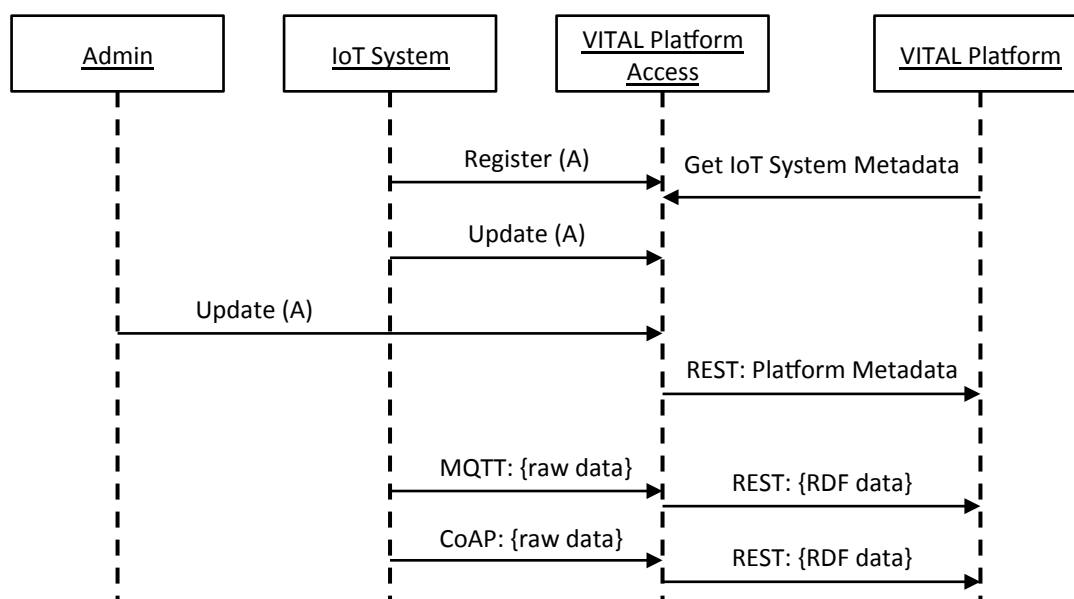 Admin
IoT System
VITAL Platform
Access
VITAL Platform
Register (A)
Get IoT System Metadata
Update (A)
Update (A)
REST: Platform Metadata
MQTT: {raw data}
REST: {RDF data}
CoAP: {raw data}
REST: {RDF data}